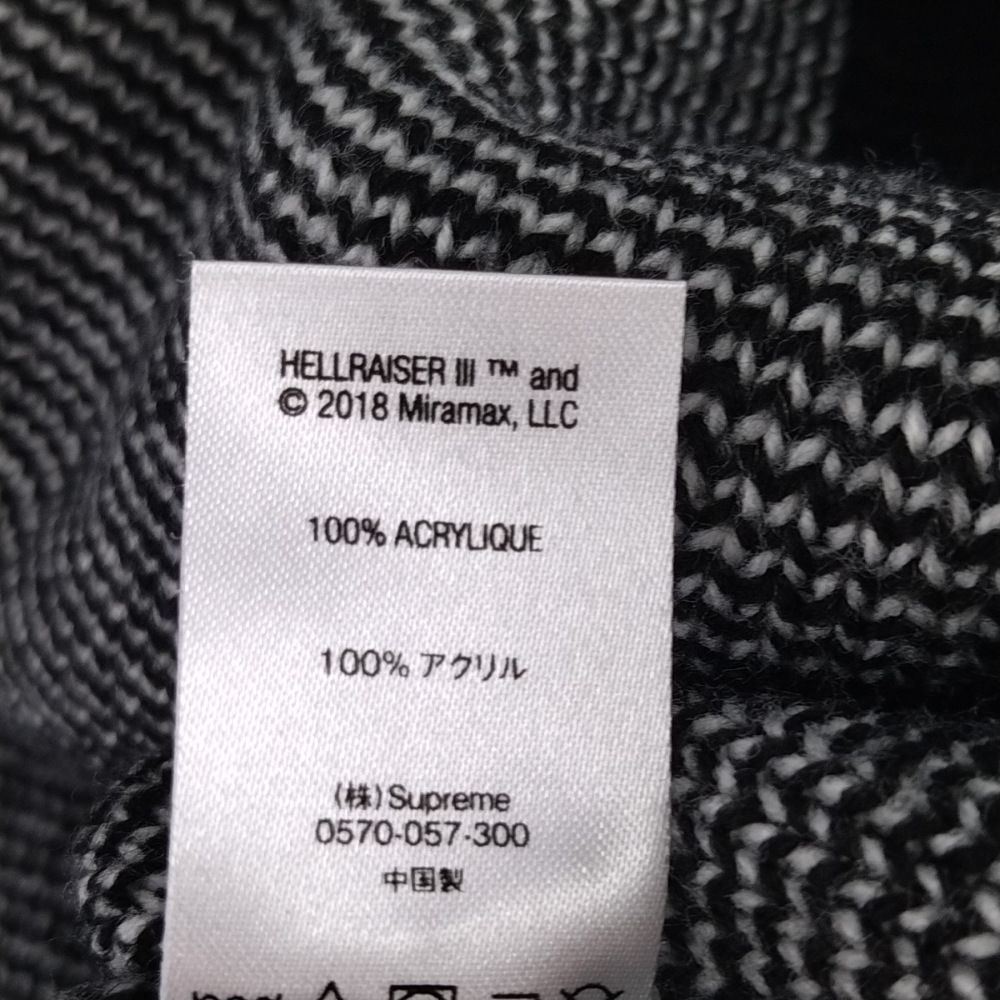 HELLRAISER III ™ and
© 2018 Miramax, LLC
100% ACRYLIQUE
100% アクリル
(株) Supreme
0570-057-300
中国製